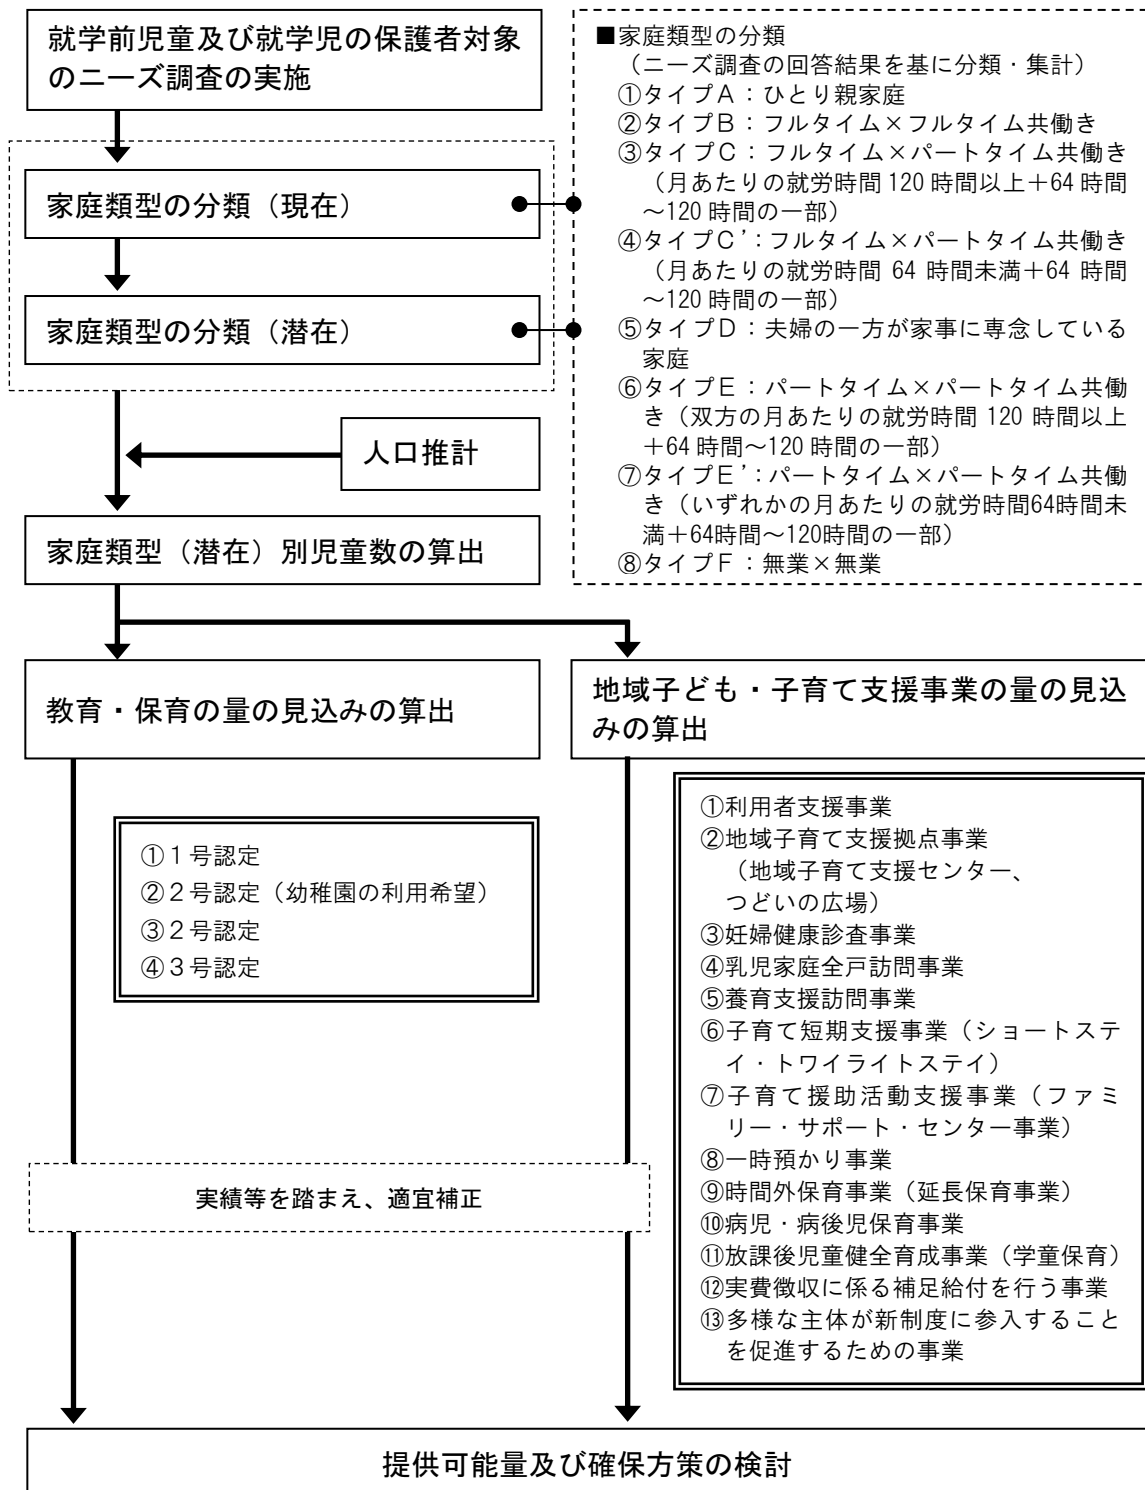 就学前児童及び就学児の保護者対象
のニーズ調査の実施
家庭類型の分類（現在）
家庭類型の分類（潜在）
■家庭類型の分類
（ニーズ調査の回答結果を基に分類・集計）
①タイプＡ：ひとり親家庭
②タイプＢ：フルタイム×フルタイム共働き
③タイプＣ：フルタイム×パートタイム共働き
（月あたりの就労時間 120 時間以上＋64 時間
～120 時間の一部）
④タイプＣ’：フルタイム×パートタイム共働き
（月あたりの就労時間 64 時間未満＋64 時間
～120 時間の一部）
⑤タイプＤ：夫婦の一方が家事に専念している
家庭
⑥タイプＥ：パートタイム×パートタイム共働
き（双方の月あたりの就労時間 120 時間以上
＋64 時間～120 時間の一部）
⑦タイプＥ’：パートタイム×パートタイム共働
き（いずれかの月あたりの就労時間64時間未
満＋64時間～120時間の一部）
⑧タイプＦ：無業×無業
人口推計
家庭類型（潜在）別児童数の算出
教育・保育の量の見込みの算出
地域子ども・子育て支援事業の量の見込
みの算出
①１号認定
②２号認定（幼稚園の利用希望）
③２号認定
④３号認定
①利用者支援事業
②地域子育て支援拠点事業
（地域子育て支援センター、
つどいの広場）
③妊婦健康診査事業
④乳児家庭全戸訪問事業
⑤養育支援訪問事業
⑥子育て短期支援事業（ショートステ
イ・トワイライトステイ）
⑦子育て援助活動支援事業（ファミ
リー・サポート・センター事業）
⑧一時預かり事業
⑨時間外保育事業（延長保育事業）
⑩病児・病後児保育事業
⑪放課後児童健全育成事業（学童保育）
⑫実費徴収に係る補足給付を行う事業
⑬多様な主体が新制度に参入すること
を促進するための事業
実績等を踏まえ、適宜補正
提供可能量及び確保方策の検討